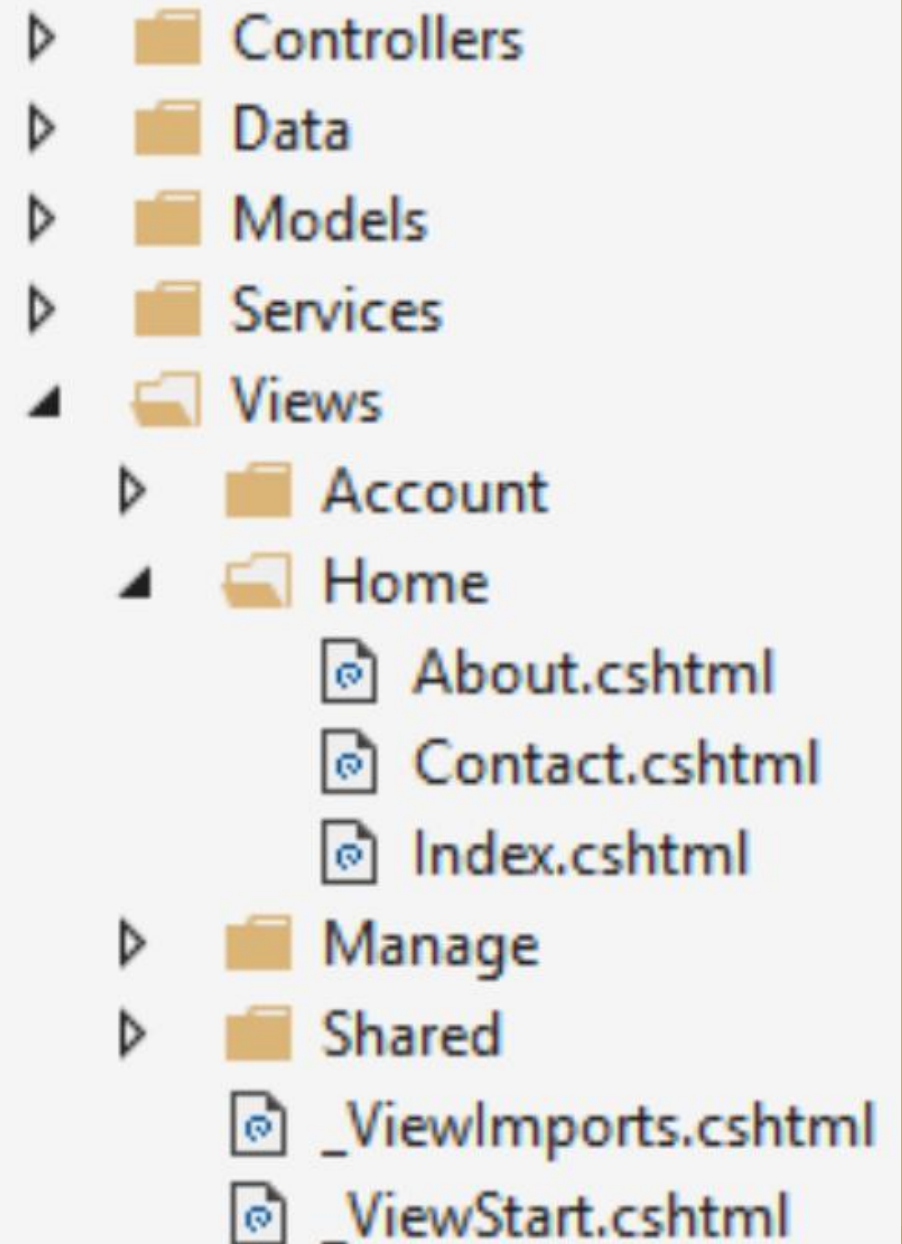 Controllers
Data
Models
Services
Views
Account
Home
About.cshtml
Contact.cshtml
Index.cshtml
Manage
Shared
_ViewImports.cshtml
_ViewStart.cshtml